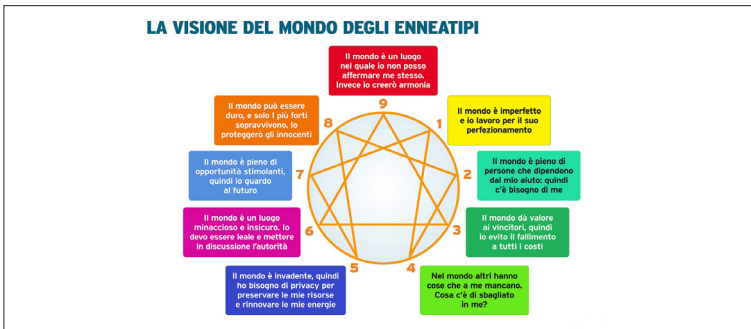 LA VISIONE DEL MONDO DEGLI ENNEATIPI
Il mondo è un luogo
nel quale io non posso
affermare me stesso.
Invece io creerò armonia
9
Il mondo può essere
duro, e solo i più forti
sopravvivono. Io
proteggerò gli innocenti
8
1
Il mondo è imperfetto
e io lavoro per il suo
perfezionamento
Il mondo è pieno di
opportunità stimolanti,
quindi io guardo
al futuro
7
2
Il mondo è pieno di
persone che dipendono
dal mio aiuto: quindi
c'è bisogno di me
Il mondo è un luogo
minaccioso e insicuro. Io
devo essere leale e mettere
in discussione l'autorità
6
3
Il mondo dà valore
ai vincitori, quindi
io evito il fallimento
a tutti i costi
Il mondo è invadente, quindi
ho bisogno di privacy per
preservare le mie risorse
e rinnovare le mie energie
5
4
Nel mondo altri hanno
cose che a me mancano.
Cosa c'è di sbagliato
in me?